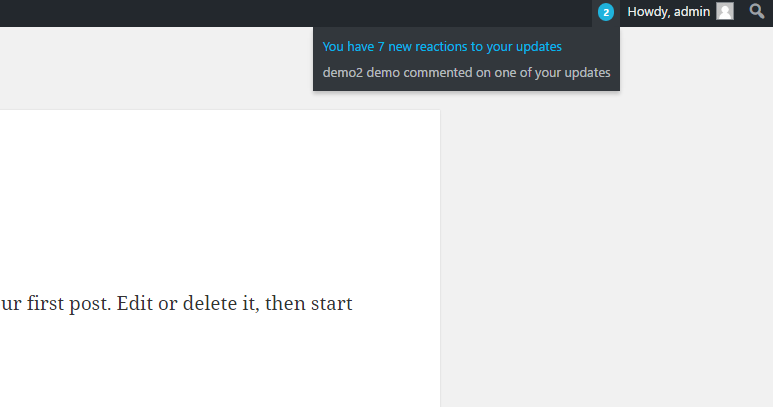 2 Howdy, admin
You have 7 new reactions to your updates
demo2 demo commented on one of your updates
ur first post. Edit or delete it, then start